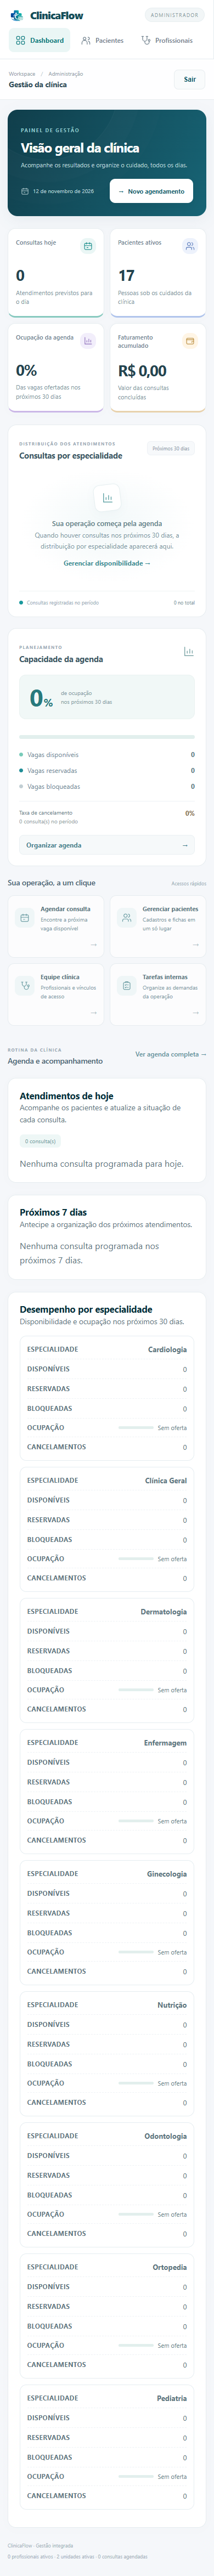 ClinicaFlow
ADMINISTRADOR
Dashboard
Pacientes
Profissionais
Workspace / Administração
Gestão da clínica
Sair
PAINEL DE GESTÃO
Visão geral da clínica
Acompanhe os resultados e organize o cuidado, todos os dias.
12 de novembro de 2026
→ Novo agendamento
Consultas hoje
0
Atendimentos previstos para
o dia
Pacientes ativos
17
Pessoas sob os cuidados da
clínica
Ocupação da agenda
0%
Das vagas ofertadas nos
próximos 30 dias
Faturamento
acumulado
R$ 0,00
Valor das consultas
concluídas
DISTRIBUIÇÃO DOS ATENDIMENTOS
Consultas por especialidade
Próximos 30 dias
Sua operação começa pela agenda
Quando houver consultas nos próximos 30 dias, a
distribuição por especialidade aparecerá aqui.
Gerenciar disponibilidade →
Consultas registradas no período
0 no total
PLANEJAMENTO
Capacidade da agenda
0%
de ocupação
nos próximos 30 dias
Vagas disponíveis 0
Vagas reservadas 0
Vagas bloqueadas 0
Taxa de cancelamento
0 consulta(s) no período
0%
Organizar agenda →
Sua operação, a um clique
Acessos rápidos
Agendar consulta
Encontre a próxima
vaga disponível
→
Gerenciar pacientes
Cadastros e fichas em
um só lugar
→
Equipe clínica
Profissionais e vínculos
de acesso
→
Tarefas internas
Organize as demandas
da operação
→
ROTINA DA CLÍNICA
Agenda e acompanhamento
Ver agenda completa →
Atendimentos de hoje
Acompanhe os pacientes e atualize a situação de
cada consulta.
0 consulta(s)
Nenhuma consulta programada para hoje.
Próximos 7 dias
Antecipe a organização dos próximos atendimentos.
Nenhuma consulta programada nos
próximos 7 dias.
Desempenho por especialidade
Disponibilidade e ocupação nos próximos 30 dias.
ESPECIALIDADE Cardiologia
DISPONÍVEIS 0
RESERVADAS 0
BLOQUEADAS 0
OCUPAÇÃO Sem oferta
CANCELAMENTOS 0
ESPECIALIDADE Clínica Geral
DISPONÍVEIS 0
RESERVADAS 0
BLOQUEADAS 0
OCUPAÇÃO Sem oferta
CANCELAMENTOS 0
ESPECIALIDADE Dermatologia
DISPONÍVEIS 0
RESERVADAS 0
BLOQUEADAS 0
OCUPAÇÃO Sem oferta
CANCELAMENTOS 0
ESPECIALIDADE Enfermagem
DISPONÍVEIS 0
RESERVADAS 0
BLOQUEADAS 0
OCUPAÇÃO Sem oferta
CANCELAMENTOS 0
ESPECIALIDADE Ginecologia
DISPONÍVEIS 0
RESERVADAS 0
BLOQUEADAS 0
OCUPAÇÃO Sem oferta
CANCELAMENTOS 0
ESPECIALIDADE Nutrição
DISPONÍVEIS 0
RESERVADAS 0
BLOQUEADAS 0
OCUPAÇÃO Sem oferta
CANCELAMENTOS 0
ESPECIALIDADE Odontologia
DISPONÍVEIS 0
RESERVADAS 0
BLOQUEADAS 0
OCUPAÇÃO Sem oferta
CANCELAMENTOS 0
ESPECIALIDADE Ortopedia
DISPONÍVEIS 0
RESERVADAS 0
BLOQUEADAS 0
OCUPAÇÃO Sem oferta
CANCELAMENTOS 0
ESPECIALIDADE Pediatria
DISPONÍVEIS 0
RESERVADAS 0
BLOQUEADAS 0
OCUPAÇÃO Sem oferta
CANCELAMENTOS 0
ClinicaFlow · Gestão integrada
0 profissionais ativos · 2 unidades ativas · 0 consultas agendadas